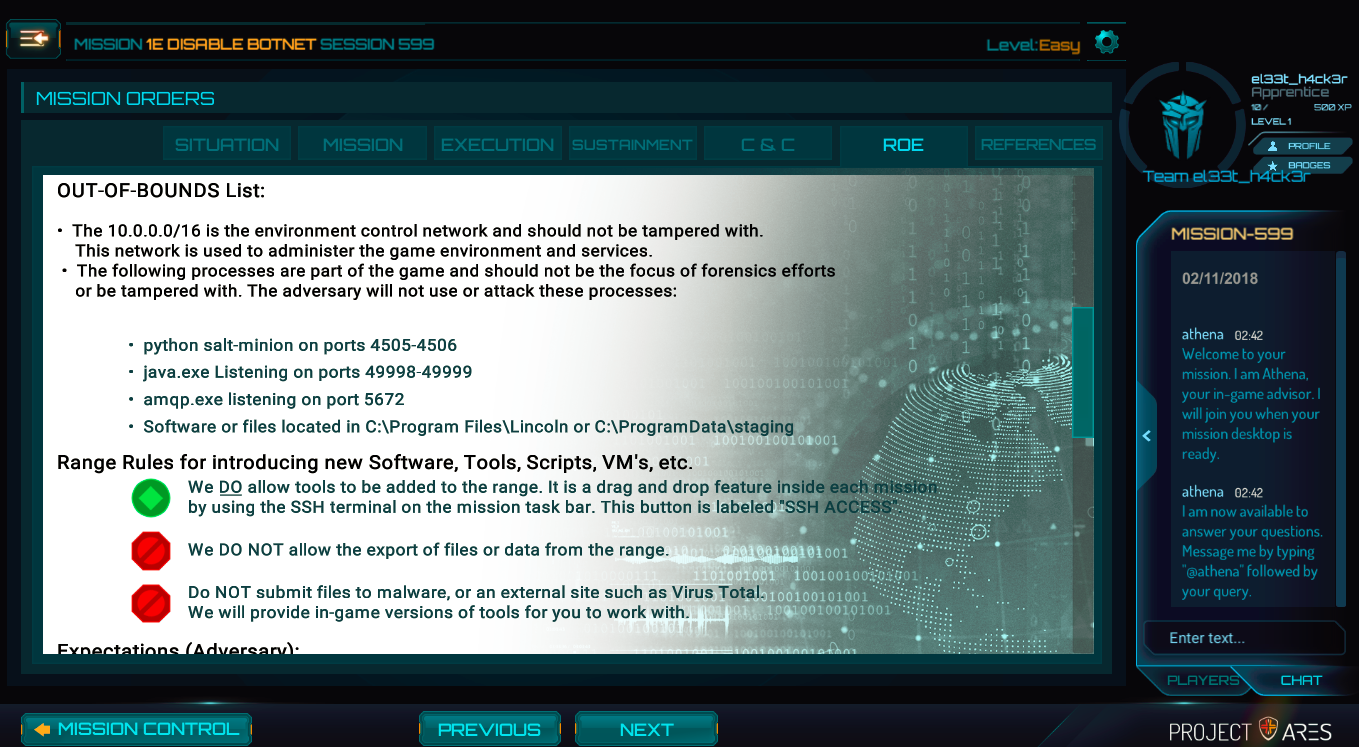 MISSION 1E DISABLE BOTNET SESSION 599
Level:Easy
MISSION ORDERS
SITUATION
MISSION
EXECUTION
SUSTAINMENT
C & C
ROE
REFERENCES
OUT-OF-BOUNDS List:
• The 10.0.0.0/16 is the environment control network and should not be tampered with.
This network is used to administer the game environment and services.
• The following processes are part of the game and should not be the focus of forensics efforts
or be tampered with. The adversary will not use or attack these processes:
• python salt-minion on ports 4505-4506
• java.exe Listening on ports 49998-49999
• amqp.exe listening on port 5672
• Software or files located in C:\Program Files\Lincoln or C:\ProgramData\staging
Range Rules for introducing new Software, Tools, Scripts, VM's, etc.
We DO allow tools to be added to the range. It is a drag and drop feature inside each mission
by using the SSH terminal on the mission task bar. This button is labeled "SSH ACCESS".
We DO NOT allow the export of files or data from the range.
Do NOT submit files to malware, or an external site such as Virus Total.
We will provide in-game versions of tools for you to work with.
Expectations (Adversary):
el33t_h4ck3r
Apprentice
10 / 500 XP
LEVEL 1
PROFILE
BADGES
Team el33t_h4ck3r
MISSION-599
02/11/2018
athena 02:42
Welcome to your
mission. I am Athena,
your in-game advisor. I
will join you when your
mission desktop is
ready.
athena 02:42
I am now available to
answer your questions.
Message me by typing
"@athena" followed by
your query.
Enter text...
PLAYERS
CHAT
MISSION CONTROL
PREVIOUS
NEXT
PROJECT ARES